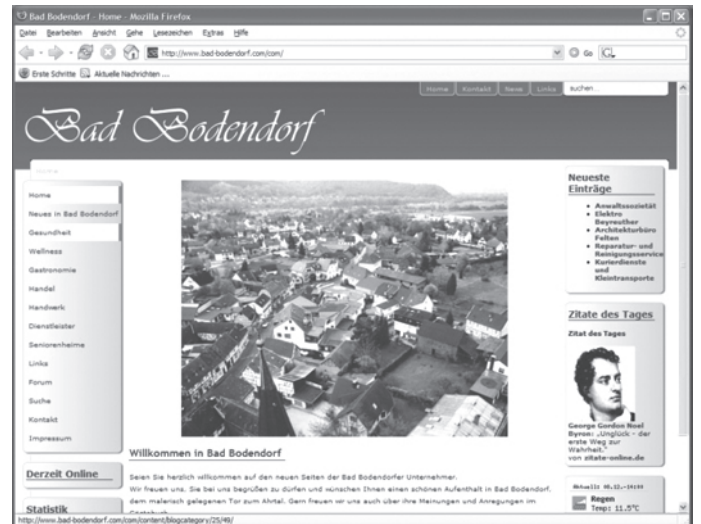 Bad Bodendorf - Home - Mozilla Firefox
Datei Bearbeiten Ansicht Gehe Lesezeichen Extras Hilfe
http://www.bad-bodendorf.com/com/
Go
Erste Schritte Aktuelle Nachrichten ...
Home Kontakt News Links suchen...
Bad Bodendorf
Home
Home
Neues in Bad Bodendorf
Gesundheit
Wellness
Gastronomie
Handel
Handwerk
Dienstleister
Seniorenheime
Links
Forum
Suche
Kontakt
Impressum
Derzeit Online
Statistik
Willkommen in Bad Bodendorf
Seien Sie herzlich willkommen auf den neuen Seiten der Bad Bodendorfer Unternehmer.
Wir freuen uns, Sie bei uns begrüßen zu dürfen und wünschen Ihnen einen schönen Aufenthalt in Bad Bodendorf,
dem malerisch gelegenen Tor zum Ahrtal. Gern freuen wir uns auch über ihre Meinungen und Anregungen im
Neueste
Einträge
Anwaltssozietät
Elektro
Beyreuther
Architekturbüro
Felten
Reparatur- und
Reinigungsservice
Kurierdienste
und
Kleintransporte
Zitate des Tages
Zitat des Tages
George Gordon Noel
Byron: „Unglück - der
erste Weg zur
Wahrheit."
von zitate-online.de
Aktuell: 08.12.-14:00
Regen
Temp: 11.5°C
http://www.bad-bodendorf.com/com/content/blogcategory/25/49/